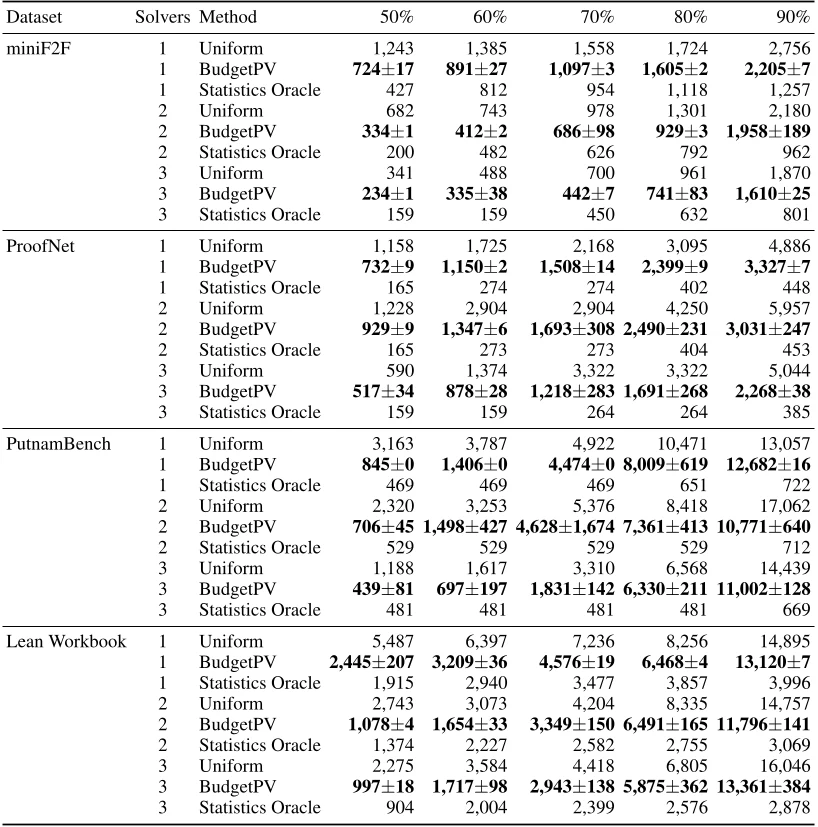 Dataset Solvers Method 50% 60% 70% 80% 90%
miniF2F 1 Uniform 1,243 1,385 1,558 1,724 2,756
1 BudgetPV 724±17 891±27 1,097±3 1,605±2 2,205±7
1 Statistics Oracle 427 812 954 1,118 1,257
2 Uniform 682 743 978 1,301 2,180
2 BudgetPV 334±1 412±2 686±98 929±3 1,958±189
2 Statistics Oracle 200 482 626 792 962
3 Uniform 341 488 700 961 1,870
3 BudgetPV 234±1 335±38 442±7 741±83 1,610±25
3 Statistics Oracle 159 159 450 632 801
ProofNet 1 Uniform 1,158 1,725 2,168 3,095 4,886
1 BudgetPV 732±9 1,150±2 1,508±14 2,399±9 3,327±7
1 Statistics Oracle 165 274 274 402 448
2 Uniform 1,228 2,904 2,904 4,250 5,957
2 BudgetPV 929±9 1,347±6 1,693±308 2,490±231 3,031±247
2 Statistics Oracle 165 273 273 404 453
3 Uniform 590 1,374 3,322 3,322 5,044
3 BudgetPV 517±34 878±28 1,218±283 1,691±268 2,268±38
3 Statistics Oracle 159 159 264 264 385
PutnamBench 1 Uniform 3,163 3,787 4,922 10,471 13,057
1 BudgetPV 845±0 1,406±0 4,474±0 8,009±619 12,682±16
1 Statistics Oracle 469 469 469 651 722
2 Uniform 2,320 3,253 5,376 8,418 17,062
2 BudgetPV 706±45 1,498±427 4,628±1,674 7,361±413 10,771±640
2 Statistics Oracle 529 529 529 529 712
3 Uniform 1,188 1,617 3,310 6,568 14,439
3 BudgetPV 439±81 697±197 1,831±142 6,330±211 11,002±128
3 Statistics Oracle 481 481 481 481 669
Lean Workbook 1 Uniform 5,487 6,397 7,236 8,256 14,895
1 BudgetPV 2,445±207 3,209±36 4,576±19 6,468±4 13,120±7
1 Statistics Oracle 1,915 2,940 3,477 3,857 3,996
2 Uniform 2,743 3,073 4,204 8,335 14,757
2 BudgetPV 1,078±4 1,654±33 3,349±150 6,491±165 11,796±141
2 Statistics Oracle 1,374 2,227 2,582 2,755 3,069
3 Uniform 2,275 3,584 4,418 6,805 16,046
3 BudgetPV 997±18 1,717±98 2,943±138 5,875±362 13,361±384
3 Statistics Oracle 904 2,004 2,399 2,576 2,878